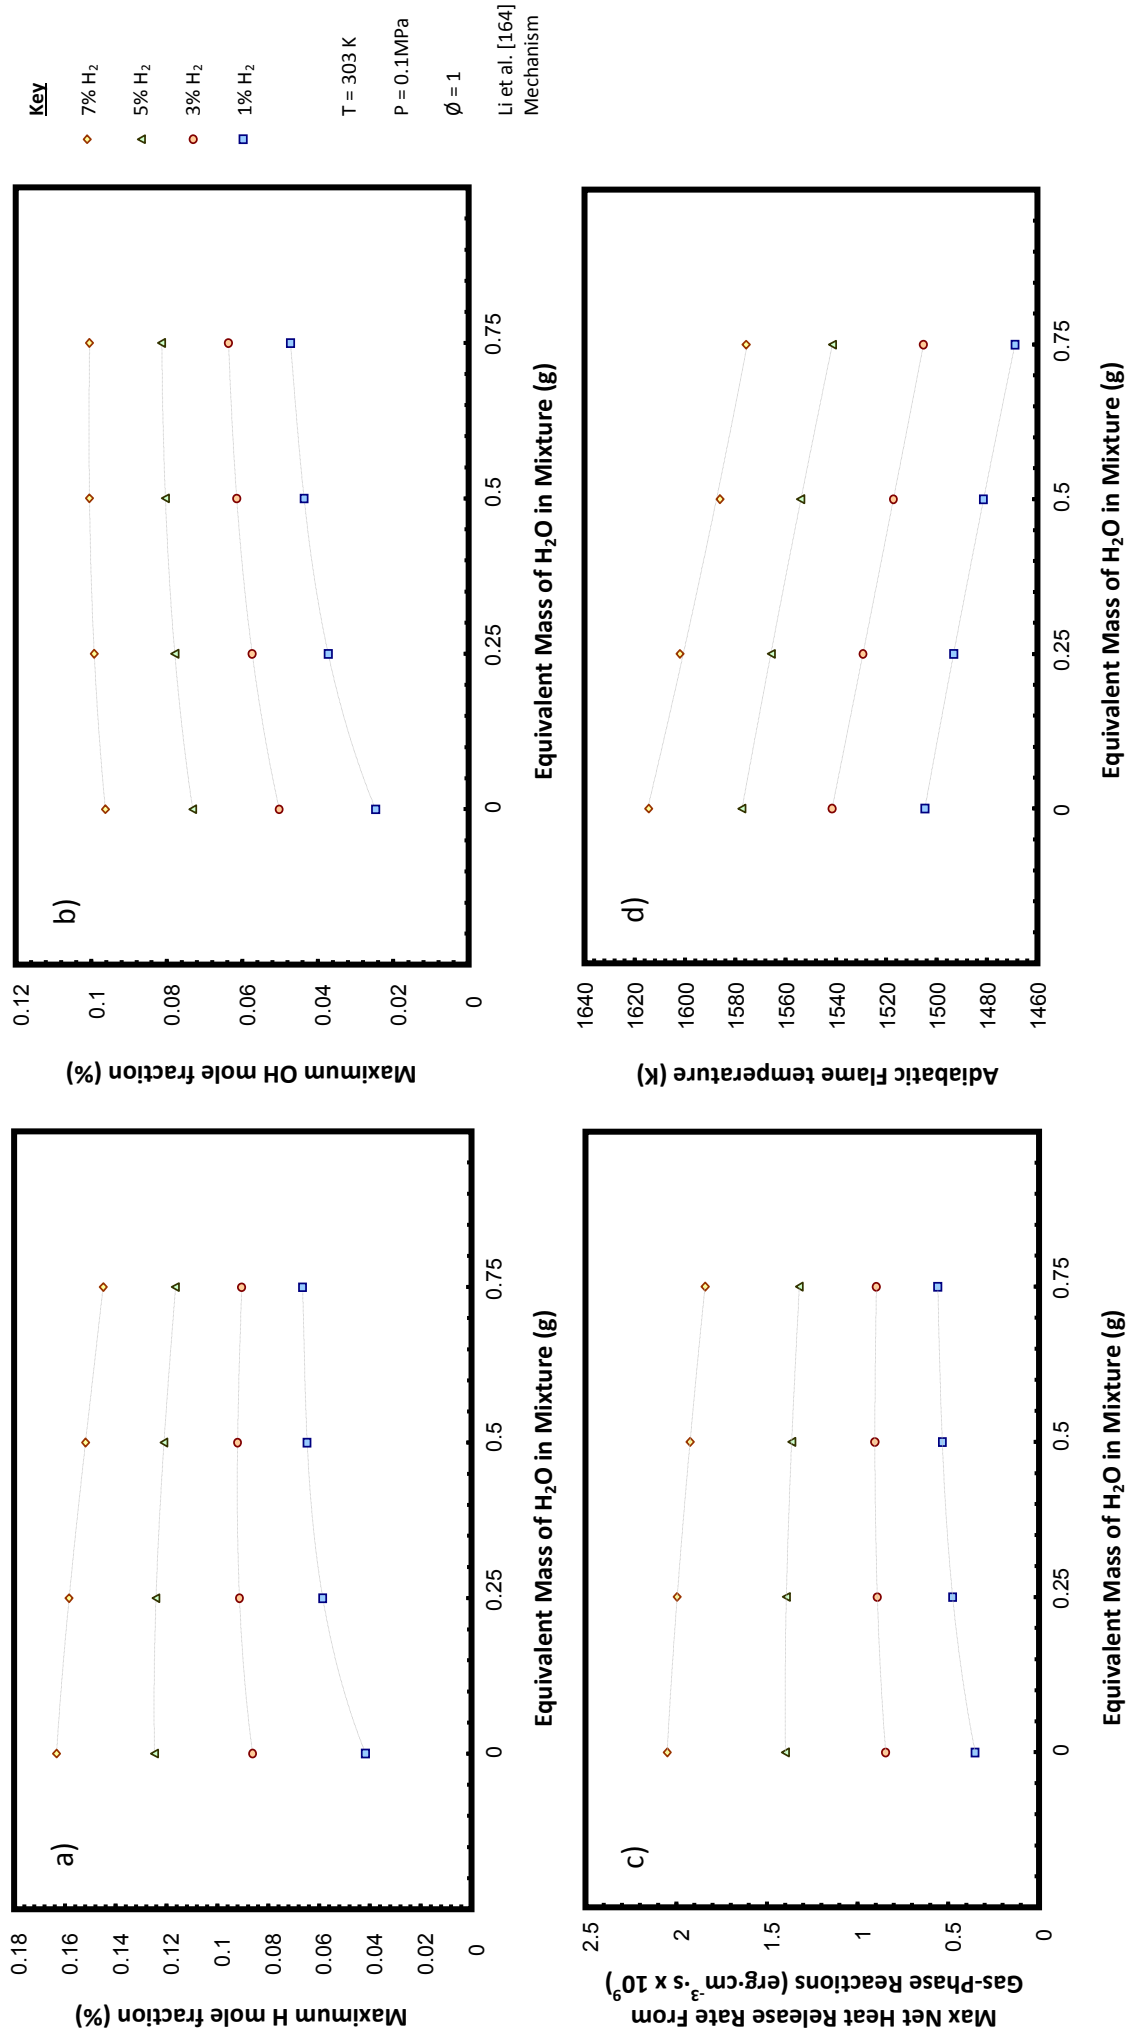 a)
Maximum H mole fraction (%)
0.18
0.16
0.14
0.12
0.1
0.08
0.06
0.04
0.02
0
0
0.25
0.5
0.75
Equivalent Mass of H₂O in Mixture (g)
b)
Maximum OH mole fraction (%)
0.12
0.1
0.08
0.06
0.04
0.02
0
0
0.25
0.5
0.75
Equivalent Mass of H₂O in Mixture (g)
Key
7% H₂
5% H₂
3% H₂
1% H₂
T = 303 K
P = 0.1MPa
Ø = 1
Li et al. [164]
Mechanism
c)
Max Net Heat Release Rate From
Gas-Phase Reactions (erg·cm⁻³·s x 10⁹)
2.5
2
1.5
1
0.5
0
0
0.25
0.5
0.75
Equivalent Mass of H₂O in Mixture (g)
d)
Adiabatic Flame temperature (K)
1640
1620
1600
1580
1560
1540
1520
1500
1480
1460
0
0.25
0.5
0.75
Equivalent Mass of H₂O in Mixture (g)